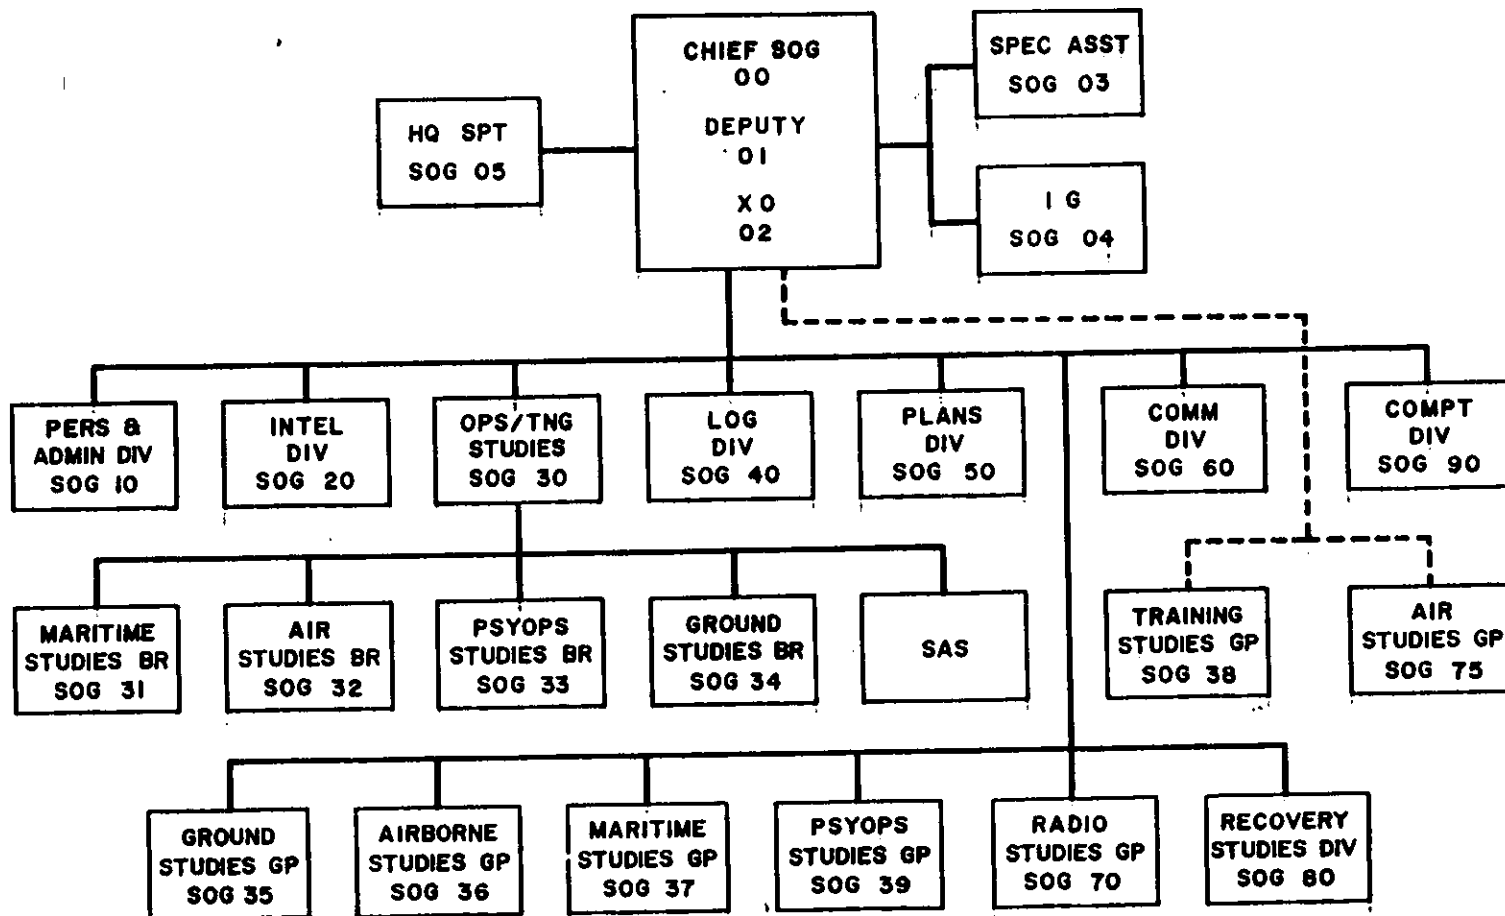 CHIEF SOG
00
DEPUTY
01
XO
02
SPEC ASST
SOG 03
HQ SPT
SOG 05
IG
SOG 04
PERS &
ADMIN DIV
SOG 10
INTEL
DIV
SOG 20
OPS/TNG
STUDIES
SOG 30
LOG
DIV
SOG 40
PLANS
DIV
SOG 50
COMM
DIV
SOG 60
COMPT
DIV
SOG 90
MARITIME
STUDIES BR
SOG 31
AIR
STUDIES BR
SOG 32
PSYOPS
STUDIES BR
SOG 33
GROUND
STUDIES BR
SOG 34
SAS
TRAINING
STUDIES GP
SOG 38
AIR
STUDIES GP
SOG 75
GROUND
STUDIES GP
SOG 35
AIRBORNE
STUDIES GP
SOG 36
MARITIME
STUDIES GP
SOG 37
PSYOPS
STUDIES GP
SOG 39
RADIO
STUDIES GP
SOG 70
RECOVERY
STUDIES DIV
SOG 80